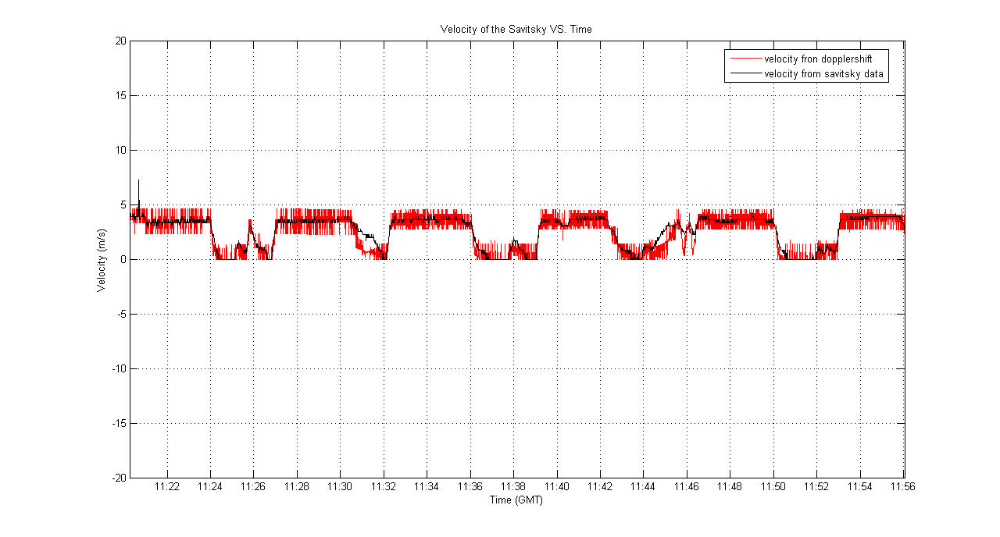 Velocity of the Savitsky VS. Time
velocity fron dopplershift
velocity from savitsky data
20
15
10
5
0
-5
-10
-15
-20
Velocity (m/s)
11:22 11:24 11:26 11:28 11:30 11:32 11:34 11:36 11:38 11:40 11:42 11:44 11:46 11:48 11:50 11:52 11:54 11:56
Time (GMT)